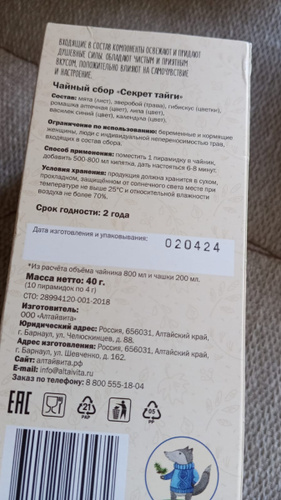 ВХОДЯЩИЕ В СОСТАВ КОМПОНЕНТЫ ОСВЕЖАЮТ И ПРИДАЮТ
ДУШЕВНЫЕ СИЛЫ. ОБЛАДАЮТ ЧИСТЫМ И ПРИЯТНЫМ
ВКУСОМ, ПОЛОЖИТЕЛЬНО ВЛИЯЮТ НА САМОЧУВСТВИЕ
И НАСТРОЕНИЕ.
Чайный сбор «Секрет тайги»
Состав: мята (лист), зверобой (трава), гибискус (цветки),
ромашка аптечная (цвет), липа (цвет),
василек синий (цвет), календула (цвет).
Ограничения по использованию: беременные и кормящие
женщины, люди с индивидуальной непереносимостью трав,
входящих в состав сбора.
Способ применения: поместить 1 пирамидку в чайник,
добавить 500-800 мл кипятка, дать настояться 6-8 мин.
Условия хранения: продукция должна хранится в сухом,
прохладном, защищённом от солнечного света месте при
температуре не выше 25°С и относительной влажности
воздуха не более 70%.
Срок годности: 2 года
Дата изготовления и упаковывания:
020424
*Из расчёта объёма чайника 800 мл и чашки 200 мл.
Масса нетто: 40 г.
(10 пирамидок по 4 г)
СТО: 28994120-001-2018
Изготовитель:
ООО «Алтайвита»
Юридический адрес: Россия, 656031, Алтайский край,
г. Барнаул, ул. Челюскинцев, д. 88.
Адрес изготовления: Россия, 656031, Алтайский край,
г. Барнаул, ул. Шевченко, д. 162.
Сайт: алтайвита.рф
E-mail: info@altaivita.ru
Заказ по телефону: 8 800 555-18-04
EAC
21
PAP
05
PP